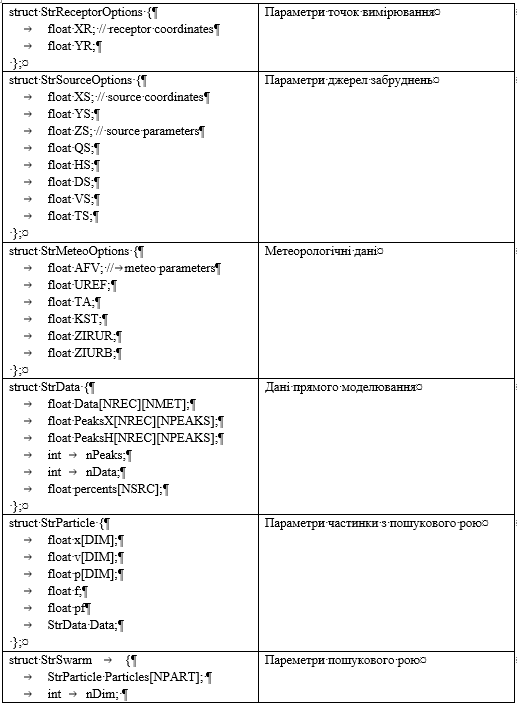 struct StrReceptorOptions {
Параметри точок вимірювання
float XR; // receptor coordinates
float YR;
};
struct StrSourceOptions {
Параметри джерел забруднень
float XS; // source coordinates
float YS;
float ZS; // source parameters
float QS;
float HS;
float DS;
float VS;
float TS;
};
struct StrMeteoOptions {
Метеорологічні дані
float AFV; // meteo parameters
float UREF;
float TA;
float KST;
float ZIRUR;
float ZIURB;
};
struct StrData {
Дані прямого моделювання
float Data[NREC][NMET];
float PeaksX[NREC][NPEAKS];
float PeaksH[NREC][NPEAKS];
int nPeaks;
int nData;
float percents[NSRC];
};
struct StrParticle {
Параметри частинки з пошукового рою
float x[DIM];
float v[DIM];
float p[DIM];
float f;
float pf
StrData Data;
};
struct StrSwarm {
Пареметри пошукового рою
StrParticle Particles[NPART];
int nDim;